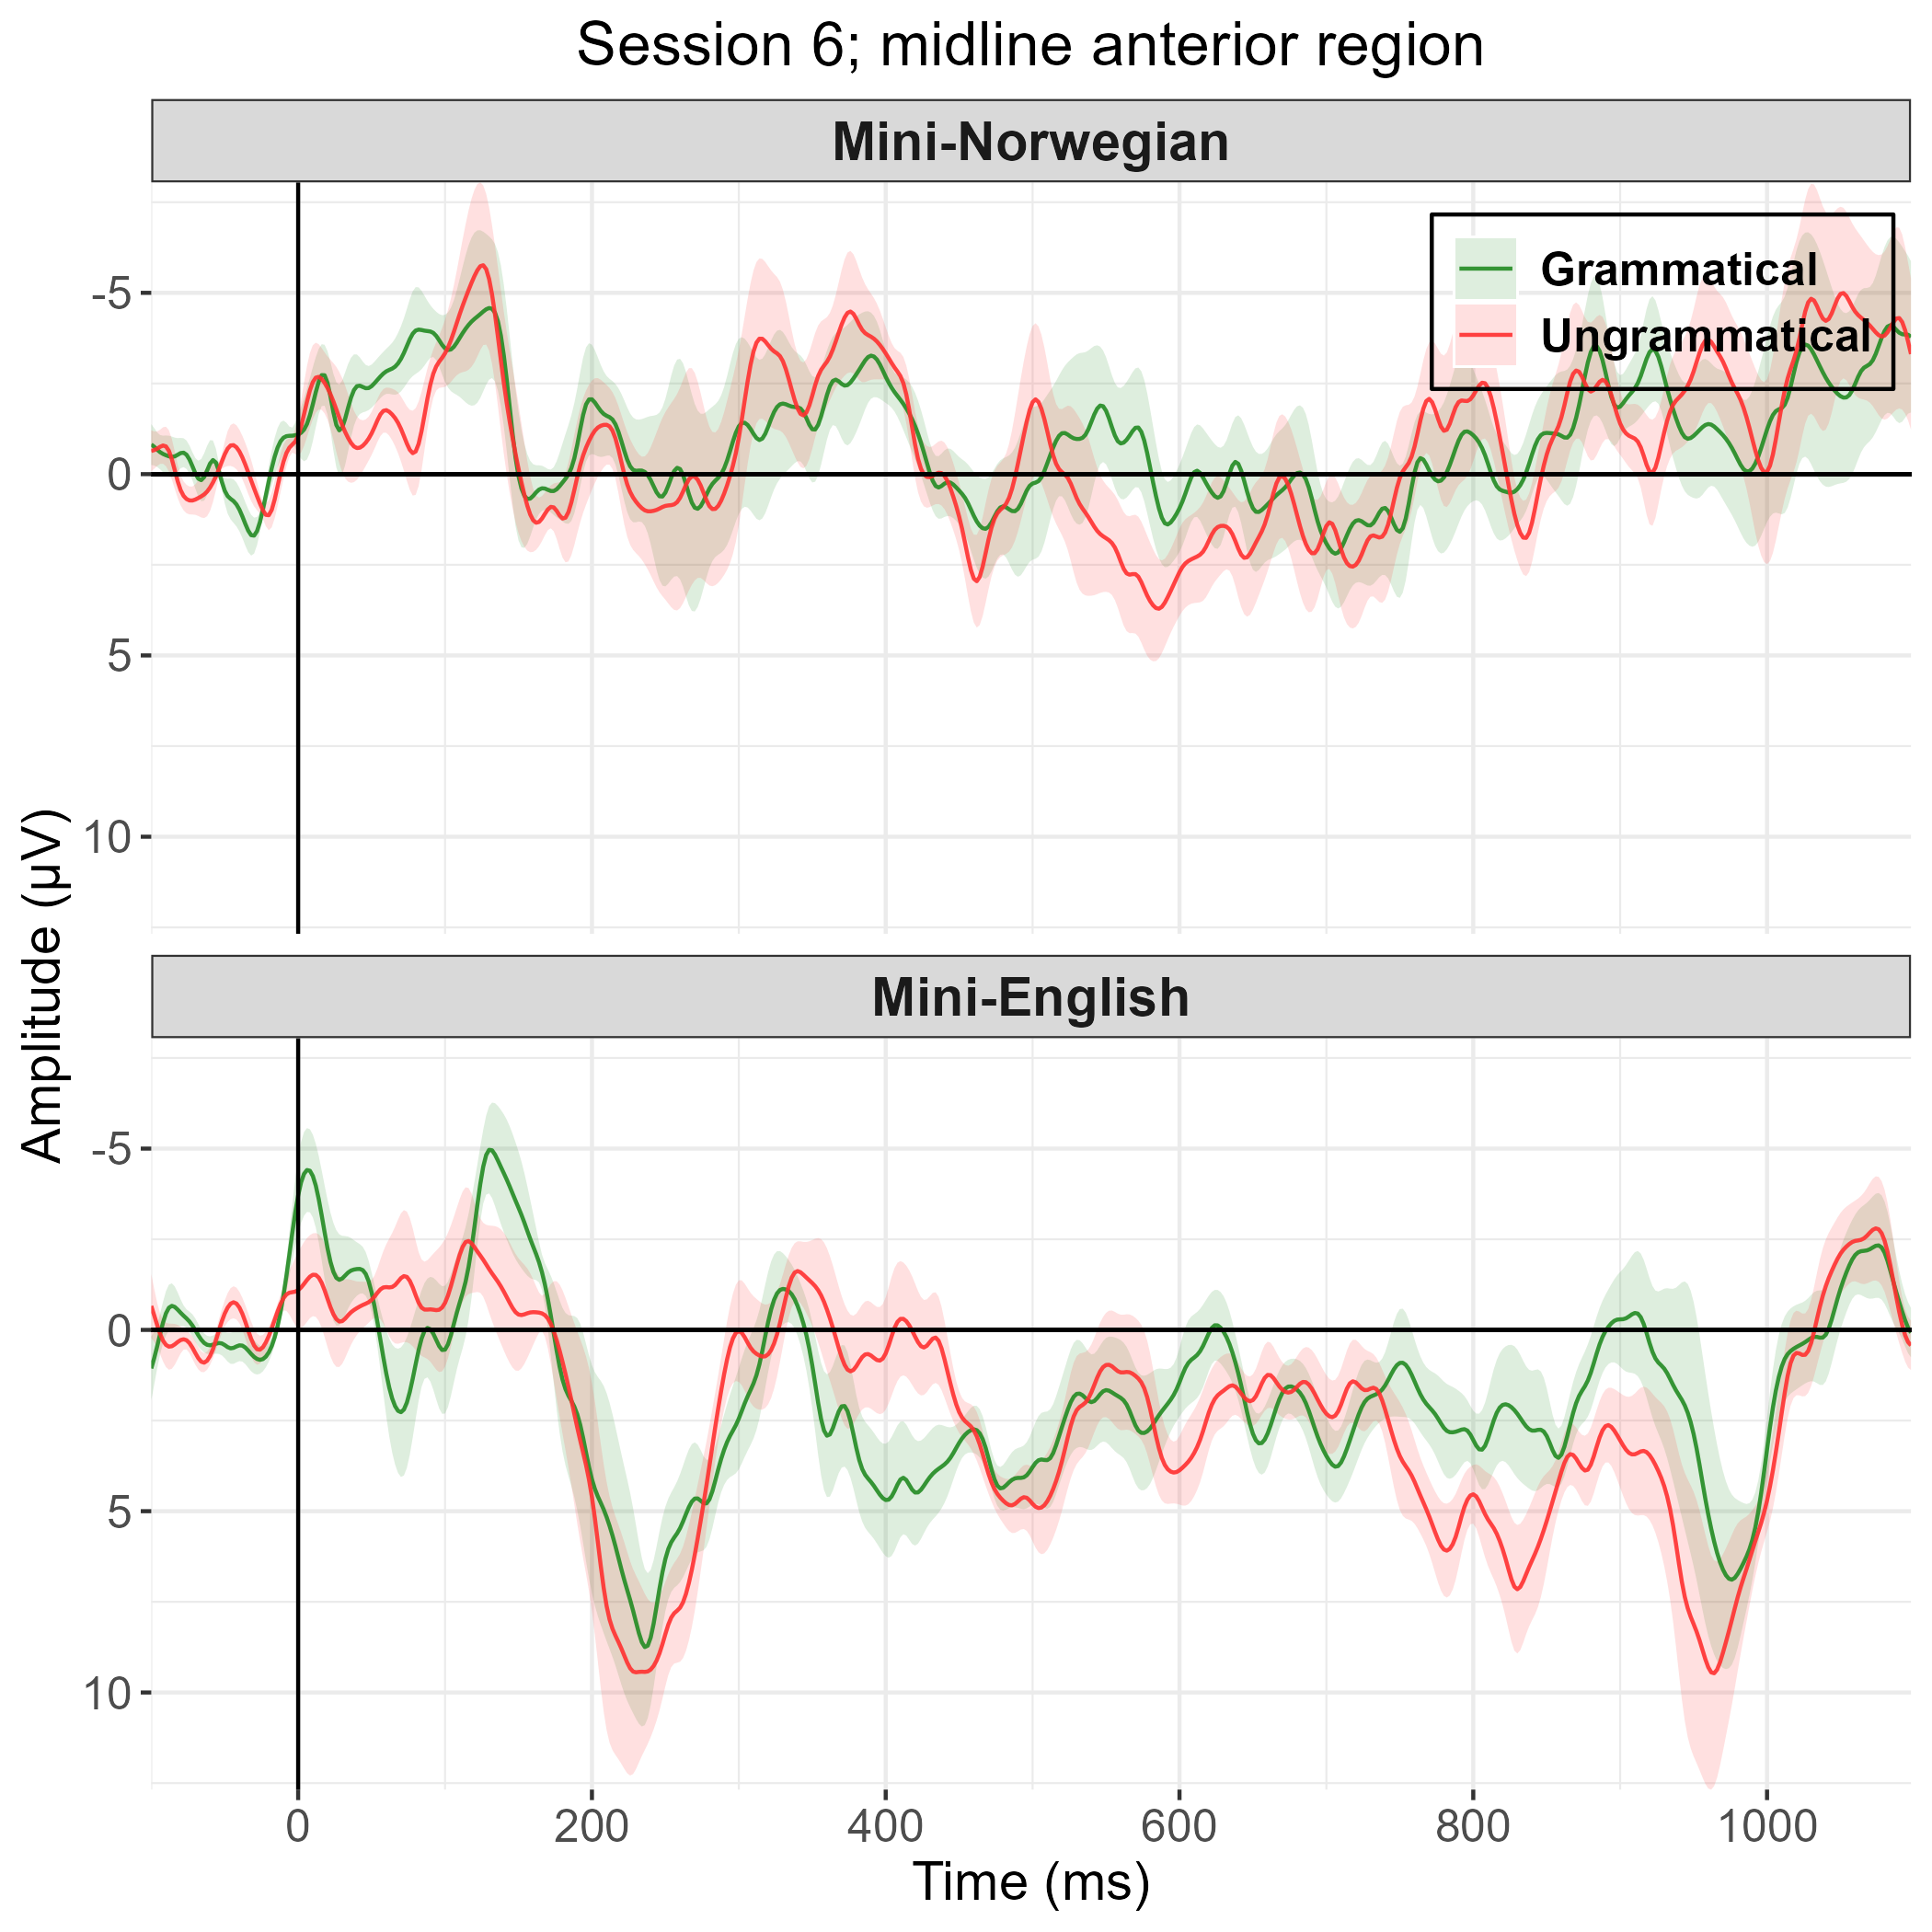 Session 6; midline anterior region
Mini-Norwegian
Grammatical
Ungrammatical
-5
0
5
10
Amplitude (µV)
Mini-English
-5
0
5
10
0 200 400 600 800 1000
Time (ms)